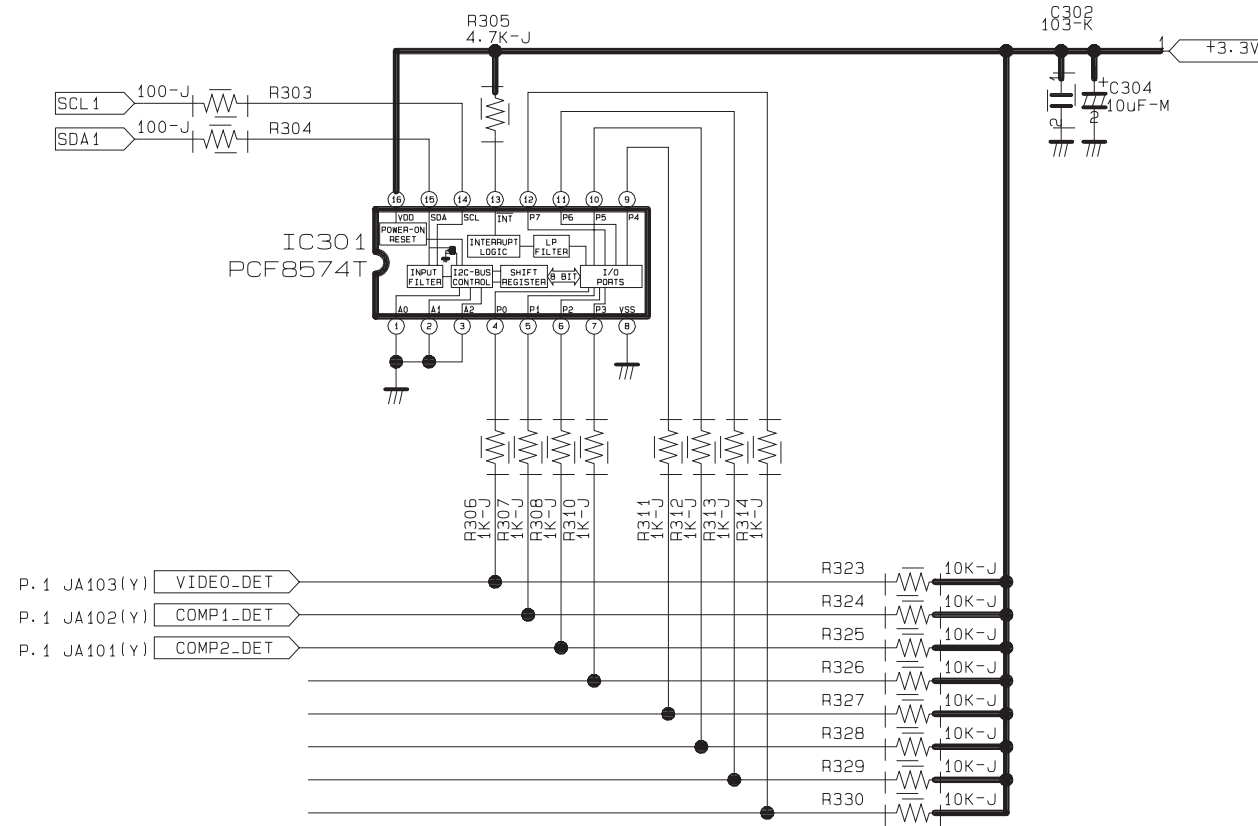 R305
4.7K-J
C302
103-K
1
+3.3V
SCL1
100-J
R303
SDA1
100-J
R304
1
2
+
C304
10uF-M
2
16
15
14
13
12
11
10
9
VDD
SDA
SCL
INT
P7
P6
P5
P4
IC301
PCF8574T
POWER-ON
RESET
INTERRUPT
LOGIC
LP
FILTER
INPUT
FILTER
I2C-BUS
CONTROL
SHIFT
REGISTER
8 BIT
I/O
PORTS
A0
A1
A2
P0
P1
P2
P3
VSS
1
2
3
4
5
6
7
8
R306
1K-J
R307
1K-J
R308
1K-J
R310
1K-J
R311
1K-J
R312
1K-J
R313
1K-J
R314
1K-J
P.1 JA103(Y) VIDEO_DET
R323
10K-J
P.1 JA102(Y) COMP1_DET
R324
10K-J
P.1 JA101(Y) COMP2_DET
R325
10K-J
R326
10K-J
R327
10K-J
R328
10K-J
R329
10K-J
R330
10K-J